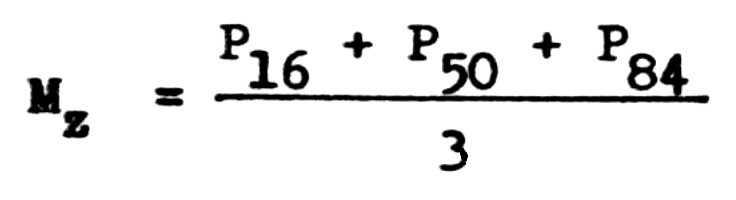 M_z = (P_16 + P_50 + P_84) / 3